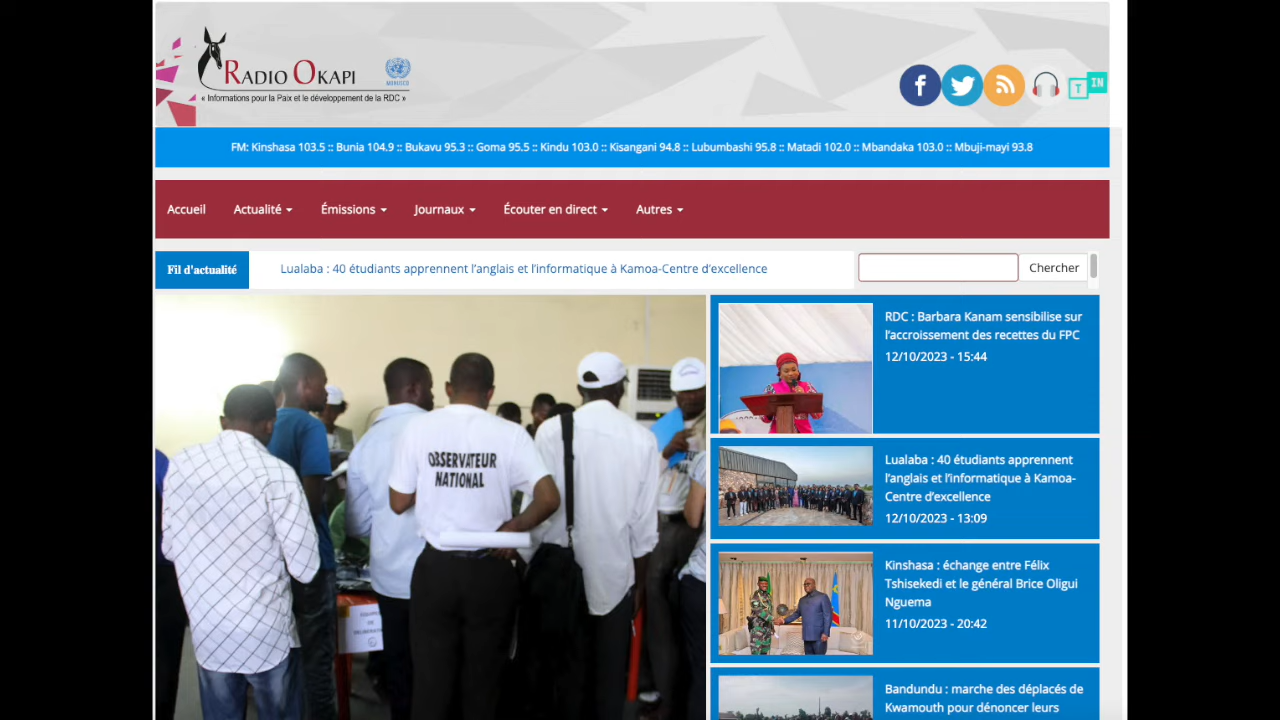 RADIO OKAPI
MONUSCO
« Informations pour la Paix et le développement de la RDC »
T IN
FM: Kinshasa 103.5 :: Bunia 104.9 :: Bukavu 95.3 :: Goma 95.5 :: Kindu 103.0 :: Kisangani 94.8 :: Lubumbashi 95.8 :: Matadi 102.0 :: Mbandaka 103.0 :: Mbuji-mayi 93.8
Accueil Actualité Émissions Journaux Écouter en direct Autres
Fil d'actualité
Lualaba : 40 étudiants apprennent l’anglais et l’informatique à Kamoa-Centre d’excellence
Chercher
OBSERVATEUR
NATIONAL
RDC : Barbara Kanam sensibilise sur
l’accroissement des recettes du FPC
12/10/2023 - 15:44
Lualaba : 40 étudiants apprennent
l’anglais et l’informatique à Kamoa-
Centre d’excellence
12/10/2023 - 13:09
Kinshasa : échange entre Félix
Tshisekedi et le général Brice Oligui
Nguema
11/10/2023 - 20:42
Bandundu : marche des déplacés de
Kwamouth pour dénoncer leurs